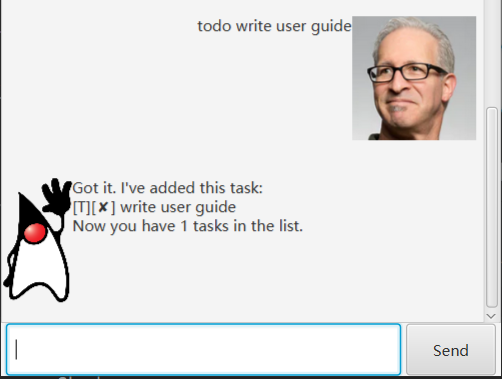 todo write user guide
Got it. I've added this task:
[T][✘] write user guide
Now you have 1 tasks in the list.
Send